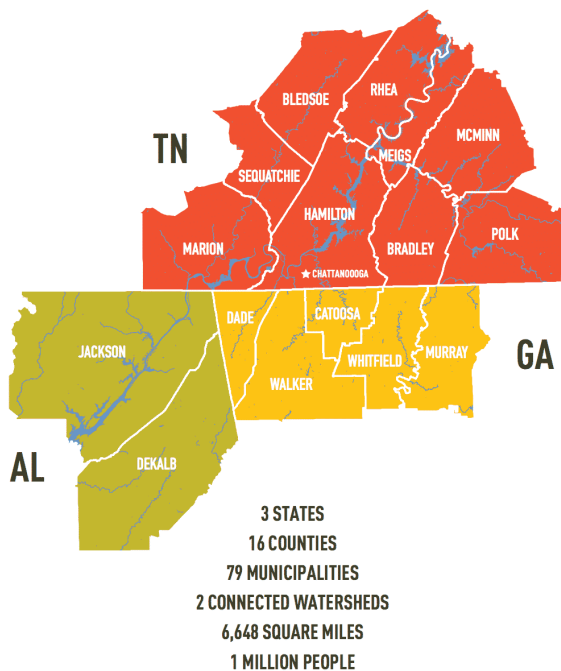 BLEDSOE
RHEA
MCMINN
TN
MEIGS
SEQUATCHIE
HAMILTON
MARION
BRADLEY
POLK
CHATTANOOOGA
DADE
CATOOSA
JACKSON
WHITFIELD
MURRAY
GA
WALKER
DEKALB
AL
3 STATES
16 COUNTIES
79 MUNICIPALITIES
2 CONNECTED WATERSHEDS
6,648 SQUARE MILES
1 MILLION PEOPLE